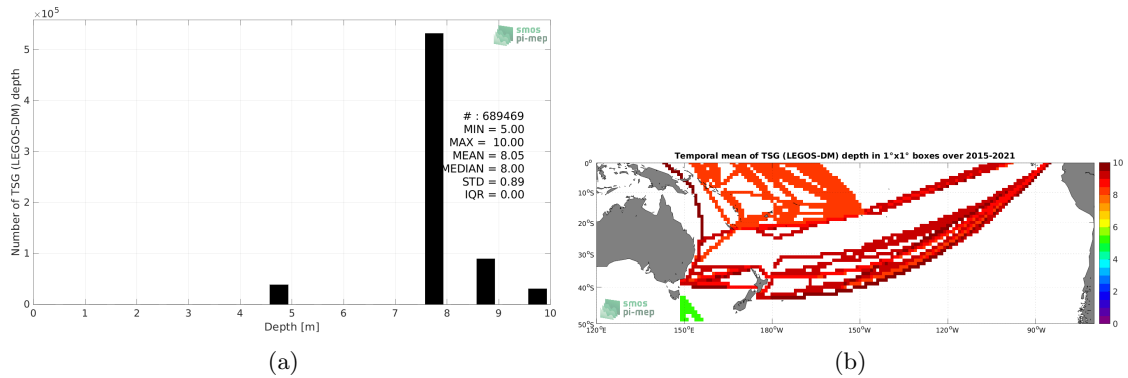 ×10⁵
5
4
3
2
1
0
Number of TSG (LEGOS-DM) depth
smos
pi-mep
# : 689469
MIN = 5.00
MAX = 10.00
MEAN = 8.05
MEDIAN = 8.00
STD = 0.89
IQR = 0.00
0 1 2 3 4 5 6 7 8 9 10
Depth [m]
(a)
Temporal mean of TSG (LEGOS-DM) depth in 1°x1° boxes over 2015-2021
0°
10°S
20°S
30°S
40°S
50°S
smos
pi-mep
120°E 150°E 180°W 150°W 120°W 90°W
10
8
6
4
2
0
(b)